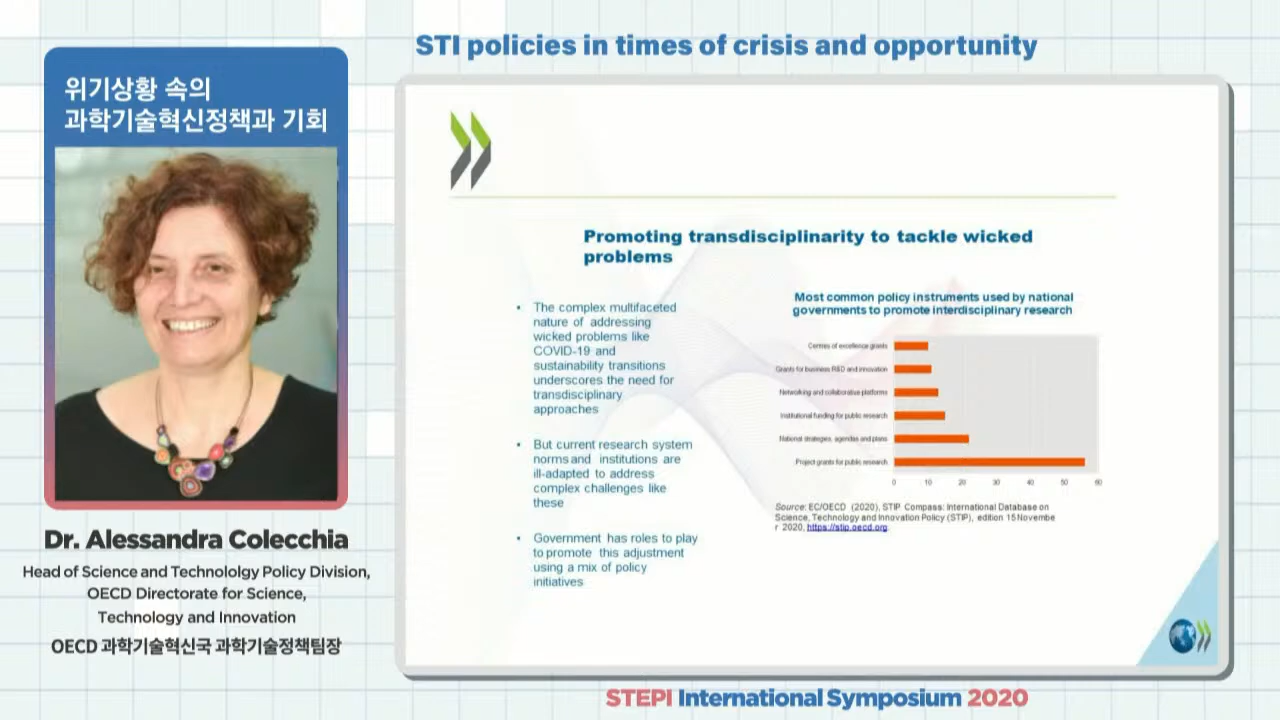 STI policies in times of crisis and opportunity
위기상황 속의
과학기술혁신정책과 기회
Dr. Alessandra Colecchia
Head of Science and Technololgy Policy Division,
OECD Directorate for Science,
Technology and Innovation
OECD 과학기술혁신국 과학기술정책팀장
Promoting transdisciplinarity to tackle wicked
problems
• The complex multifaceted
nature of addressing
wicked problems like
COVID-19 and
sustainability transitions
underscores the need for
transdisciplinary
approaches
• But current research system
norms and institutions are
ill-adapted to address
complex challenges like
these
• Government has roles to play
to promote this adjustment
using a mix of policy
initiatives
Most common policy instruments used by national
governments to promote interdisciplinary research
Centres of excellence grants
Grants for business R&D and innovation
Networking and collaborative platforms
Institutional funding for public research
National strategies, agendas and plans
Project grants for public research
0 10 20 30 40 50 60
Source: EC/OECD (2020), STIP Compass: International Database on
Science, Technology and Innovation Policy (STIP), edition 15 Novembe
r 2020, https://stip.oecd.org.
STEPI International Symposium 2020